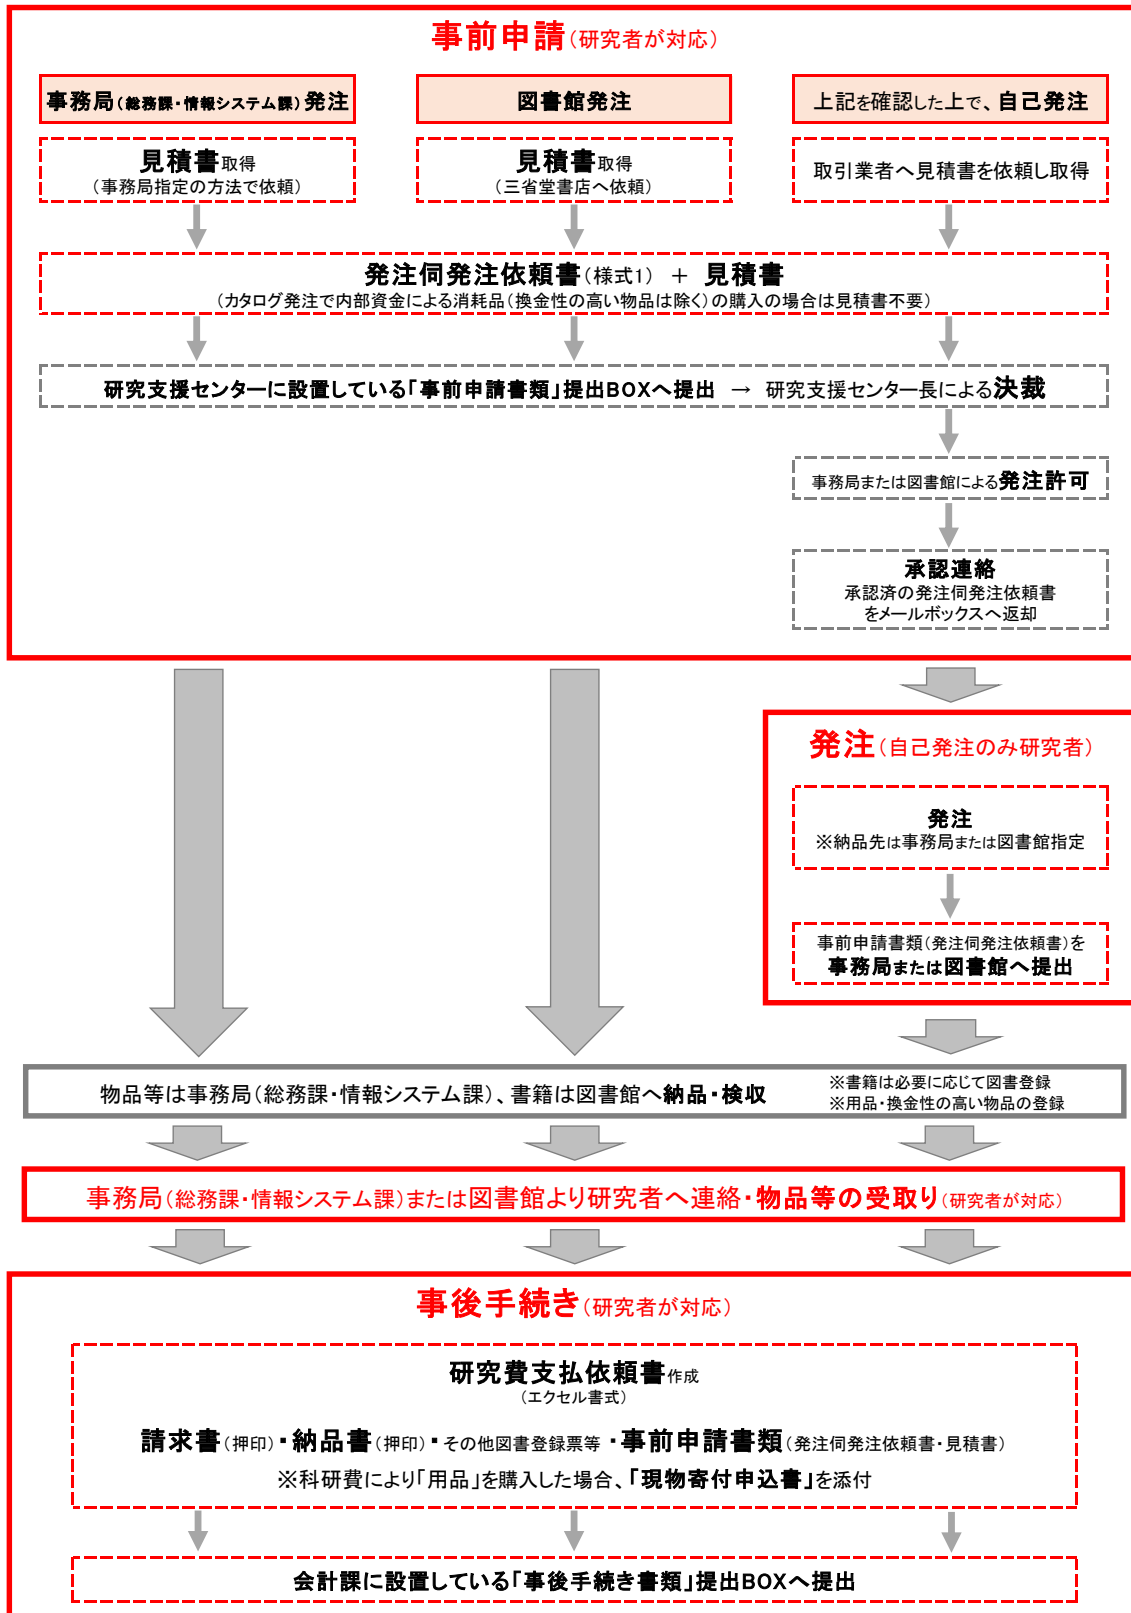 事前申請(研究者が対応)
事務局(総務課・情報システム課)発注
図書館発注
上記を確認した上で、自己発注
見積書取得
(事務局指定の方法で依頼)
見積書取得
(三省堂書店へ依頼)
取引業者へ見積書を依頼し取得
発注伺発注依頼書(様式1) + 見積書
(カタログ発注で内部資金による消耗品(換金性の高い物品は除く)の購入の場合は見積書不要)
研究支援センターに設置している「事前申請書類」提出BOXへ提出 → 研究支援センター長による決裁
事務局または図書館による発注許可
承認連絡
承認済の発注伺発注依頼書
をメールボックスへ返却
発注(自己発注のみ研究者)
発注
※納品先は事務局または図書館指定
事前申請書類(発注伺発注依頼書)を
事務局または図書館へ提出
物品等は事務局(総務課・情報システム課)、書籍は図書館へ納品・検収
※書籍は必要に応じて図書登録
※用品・換金性の高い物品の登録
事務局(総務課・情報システム課)または図書館より研究者へ連絡・物品等の受取り(研究者が対応)
事後手続き(研究者が対応)
研究費支払依頼書作成
(エクセル書式)
請求書(押印)・納品書(押印)・その他図書登録票等 ・事前申請書類(発注伺発注依頼書・見積書)
※科研費により「用品」を購入した場合、「現物寄付申込書」を添付
会計課に設置している「事後手続き書類」提出BOXへ提出